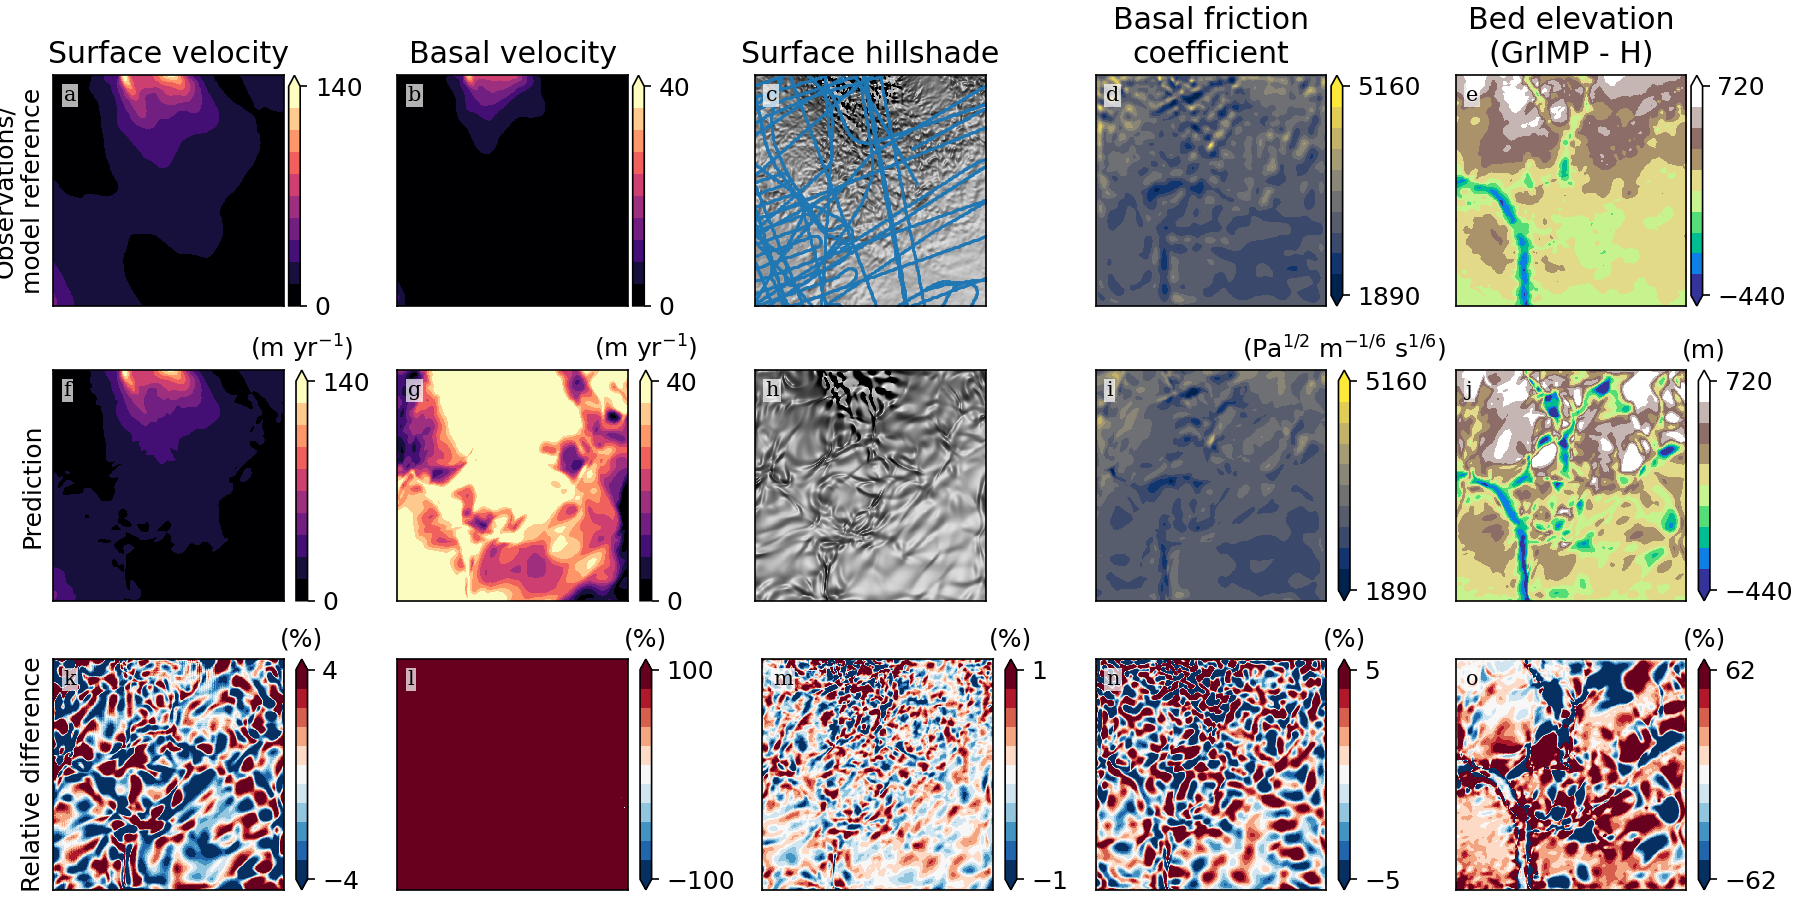 Surface velocity
Basal velocity
Surface hillshade
Basal friction
coefficient
Bed elevation
(GrIMP - H)
Observations/
model reference
a
140
0
b
40
0
c
d
5160
1890
e
720
−440
(m yr−1)
(m yr−1)
(Pa1/2 m−1/6 s1/6)
(m)
Prediction
f
140
0
g
40
0
h
i
5160
1890
j
720
−440
(%)
(%)
(%)
(%)
(%)
Relative difference
k
4
−4
l
100
−100
m
1
−1
n
5
−5
o
62
−62